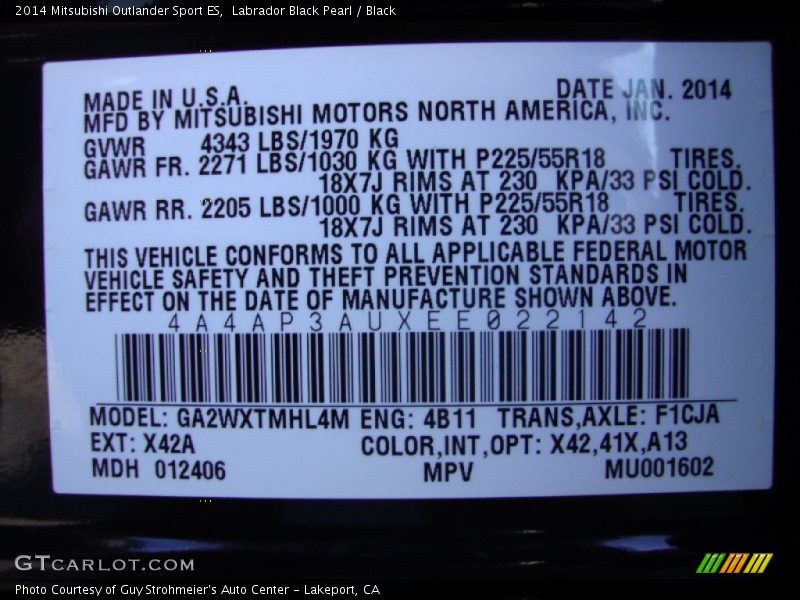 2014 Mitsubishi Outlander Sport ES,  Labrador Black Pearl / Black
MADE IN U.S.A. DATE JAN. 2014
MFD BY MITSUBISHI MOTORS NORTH AMERICA, INC.
GVWR 4343 LBS/1970 KG
GAWR FR. 2271 LBS/1030 KG WITH P225/55R18 TIRES.
18X7J RIMS AT 230 KPA/33 PSI COLD.
GAWR RR. 2205 LBS/1000 KG WITH P225/55R18 TIRES.
18X7J RIMS AT 230 KPA/33 PSI COLD.
THIS VEHICLE CONFORMS TO ALL APPLICABLE FEDERAL MOTOR
VEHICLE SAFETY AND THEFT PREVENTION STANDARDS IN
EFFECT ON THE DATE OF MANUFACTURE SHOWN ABOVE.
4A4AP3AUXEE022142
MODEL: GA2WXTMHL4M ENG: 4B11 TRANS,AXLE: F1CJA
EXT: X42A COLOR,INT,OPT: X42,41X,A13
MDH 012406 MPV MU001602
GTCARLOT.COM
Photo Courtesy of Guy Strohmeier's Auto Center - Lakeport, CA